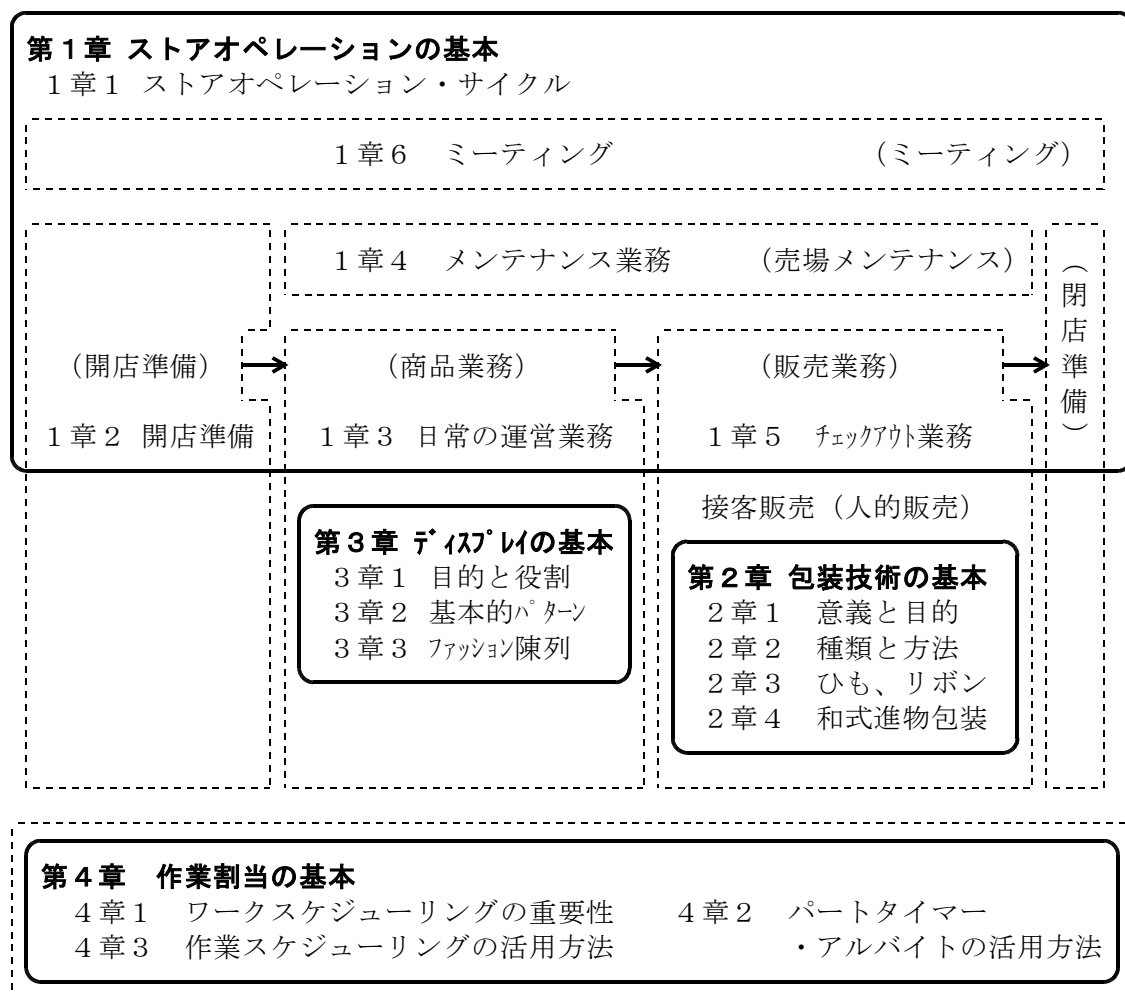 第１章 ストアオペレーションの基本
１章１ ストアオペレーション・サイクル
１章６　ミーティング　（ミーティング）
１章４　メンテナンス業務　（売場メンテナンス）
（閉店準備）
（開店準備）
（商品業務）
（販売業務）
１章２ 開店準備
１章３ 日常の運営業務
１章５　ﾁｪｯｸｱｳﾄ業務
接客販売（人的販売）
第３章 ﾃﾞｨｽﾌﾟﾚｲの基本
３章１ 目的と役割
３章２ 基本的ﾊﾟﾀｰﾝ
３章３ ﾌｧｯｼｮﾝ陳列
第２章 包装技術の基本
２章１　意義と目的
２章２　種類と方法
２章３　ひも、リボン
２章４　和式進物包装
第４章　作業割当の基本
４章１　ワークスケジューリングの重要性　４章２　パートタイマー
４章３　作業スケジューリングの活用方法　・アルバイトの活用方法